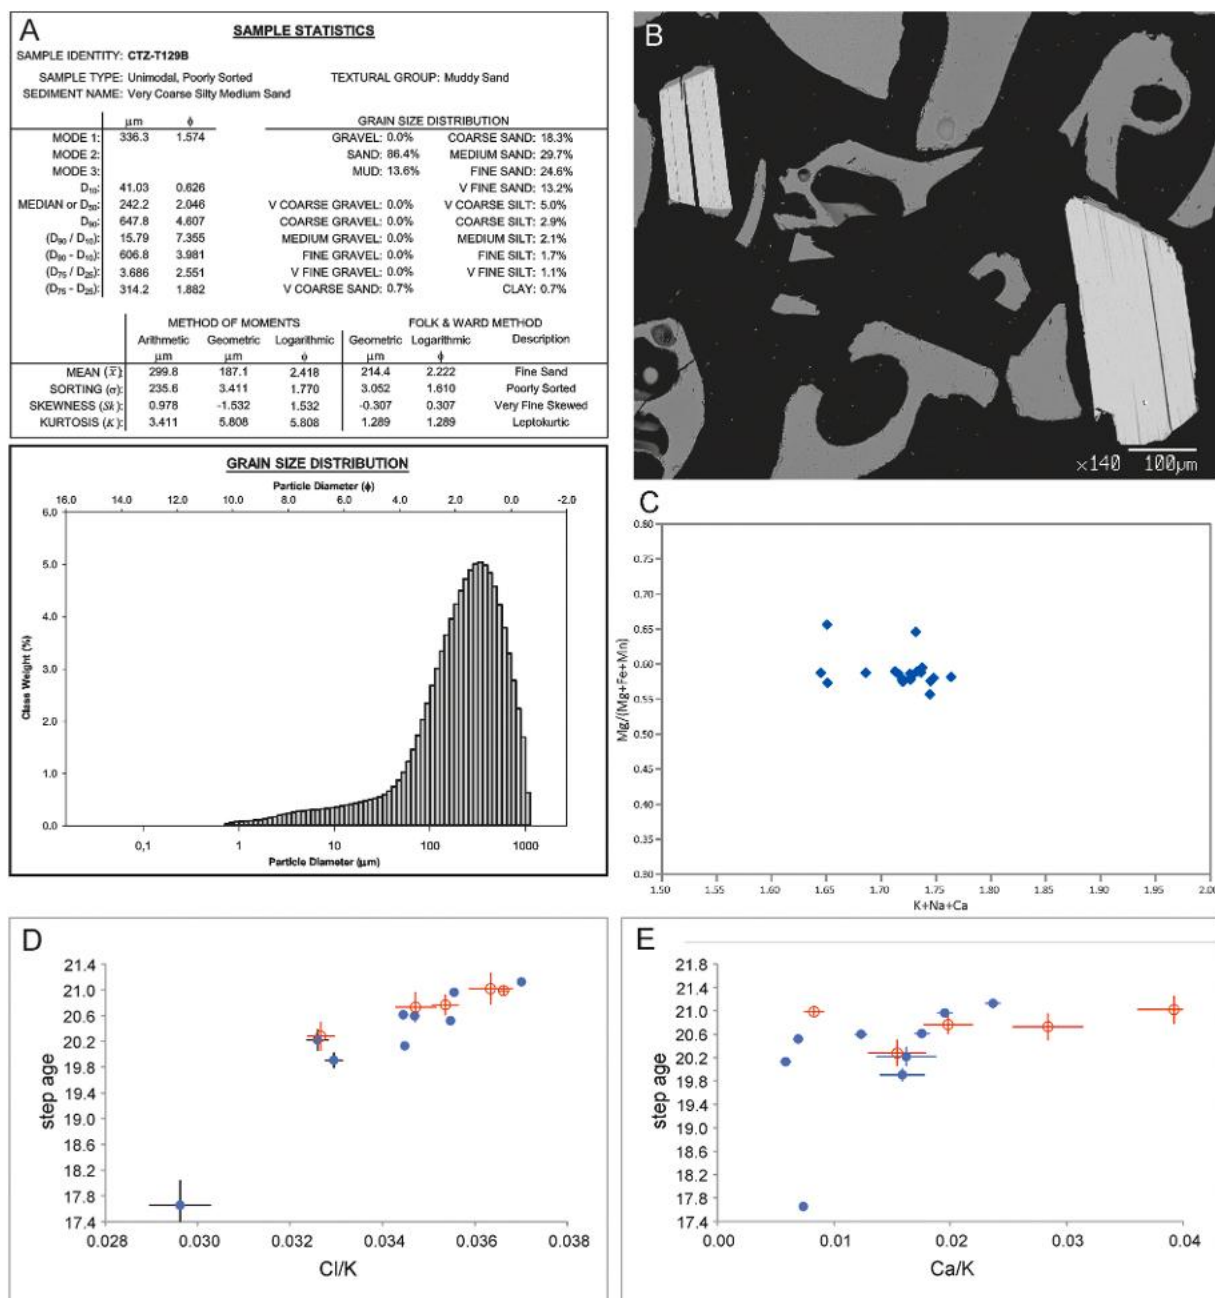 A
SAMPLE STATISTICS
SAMPLE IDENTITY: CTZ-T129B
SAMPLE TYPE: Unimodal, Poorly Sorted TEXTURAL GROUP: Muddy Sand
SEDIMENT NAME: Very Coarse Silty Medium Sand
µm ϕ GRAIN SIZE DISTRIBUTION
MODE 1: 336.3 1.574 GRAVEL: 0.0% COARSE SAND: 18.3%
MODE 2: SAND: 86.4% MEDIUM SAND: 29.7%
MODE 3: MUD: 13.6% FINE SAND: 24.6%
D10: 41.03 0.626 V FINE SAND: 13.2%
MEDIAN or D50: 242.2 2.046 V COARSE GRAVEL: 0.0% V COARSE SILT: 5.0%
D90: 647.8 4.607 COARSE GRAVEL: 0.0% COARSE SILT: 2.9%
(D90 / D10): 15.79 7.355 MEDIUM GRAVEL: 0.0% MEDIUM SILT: 2.1%
(D90 - D10): 606.8 3.981 FINE GRAVEL: 0.0% FINE SILT: 1.7%
(D75 / D25): 3.686 2.551 V FINE GRAVEL: 0.0% V FINE SILT: 1.1%
(D75 - D25): 314.2 1.882 V COARSE SAND: 0.7% CLAY: 0.7%
METHOD OF MOMENTS FOLK & WARD METHOD
Arithmetic Geometric Logarithmic Geometric Logarithmic Description
µm µm ϕ µm ϕ
MEAN (x̄): 299.8 187.1 2.418 214.4 2.222 Fine Sand
SORTING (σ): 235.6 3.411 1.770 3.052 1.610 Poorly Sorted
SKEWNESS (Sk): 0.978 -1.532 1.532 -0.307 0.307 Very Fine Skewed
KURTOSIS (K): 3.411 5.808 5.808 1.289 1.289 Leptokurtic
GRAIN SIZE DISTRIBUTION
Particle Diameter (ϕ)
16.0 14.0 12.0 10.0 8.0 6.0 4.0 2.0 0.0 -2.0
6.0
5.0
4.0
3.0
2.0
1.0
0.0
Class Weight (%)
0,1 1 10 100 1000
Particle Diameter (µm)
B
×140 100µm
C
0.80
0.75
0.70
0.65
0.60
0.55
0.50
0.45
0.40
0.35
0.30
Mg/(Mg+Fe+Mn)
1.50 1.55 1.60 1.65 1.70 1.75 1.80 1.85 1.90 1.95 2.00
K+Na+Ca
D
21.4
21.0
20.6
20.2
19.8
19.4
19.0
18.6
18.2
17.8
17.4
step age
0.028 0.030 0.032 0.034 0.036 0.038
Cl/K
E
21.8
21.4
21.0
20.6
20.2
19.8
19.4
19.0
18.6
18.2
17.8
17.4
step age
0.00 0.01 0.02 0.03 0.04
Ca/K